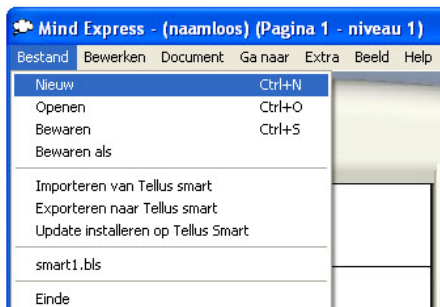 Mind Express - (naamloos) (Pagina 1 - niveau 1)
Bestand Bewerken Document Ga naar Extra Beeld Help
Nieuw Ctrl+N
Openen Ctrl+O
Bewaren Ctrl+S
Bewaren als
Importeren van Tellus smart
Exporteren naar Tellus smart
Update installeren op Tellus Smart
smart1.bls
Einde